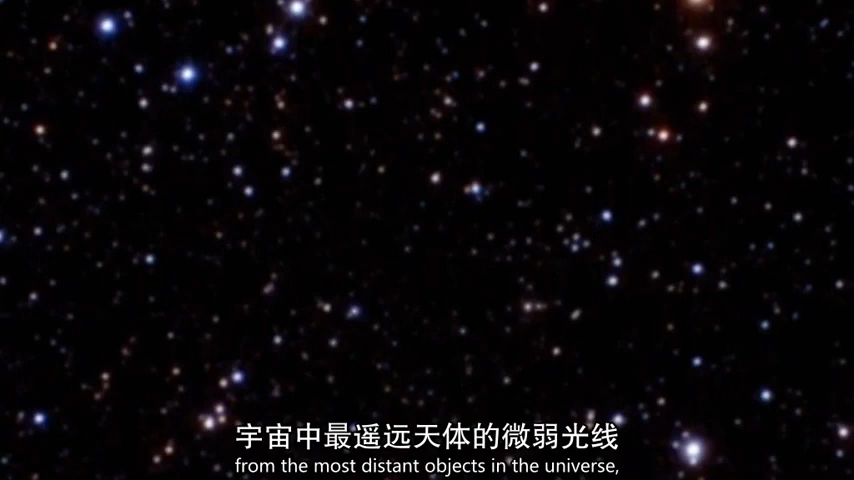 宇宙中最遥远天体的微弱光线
from the most distant objects in the universe,